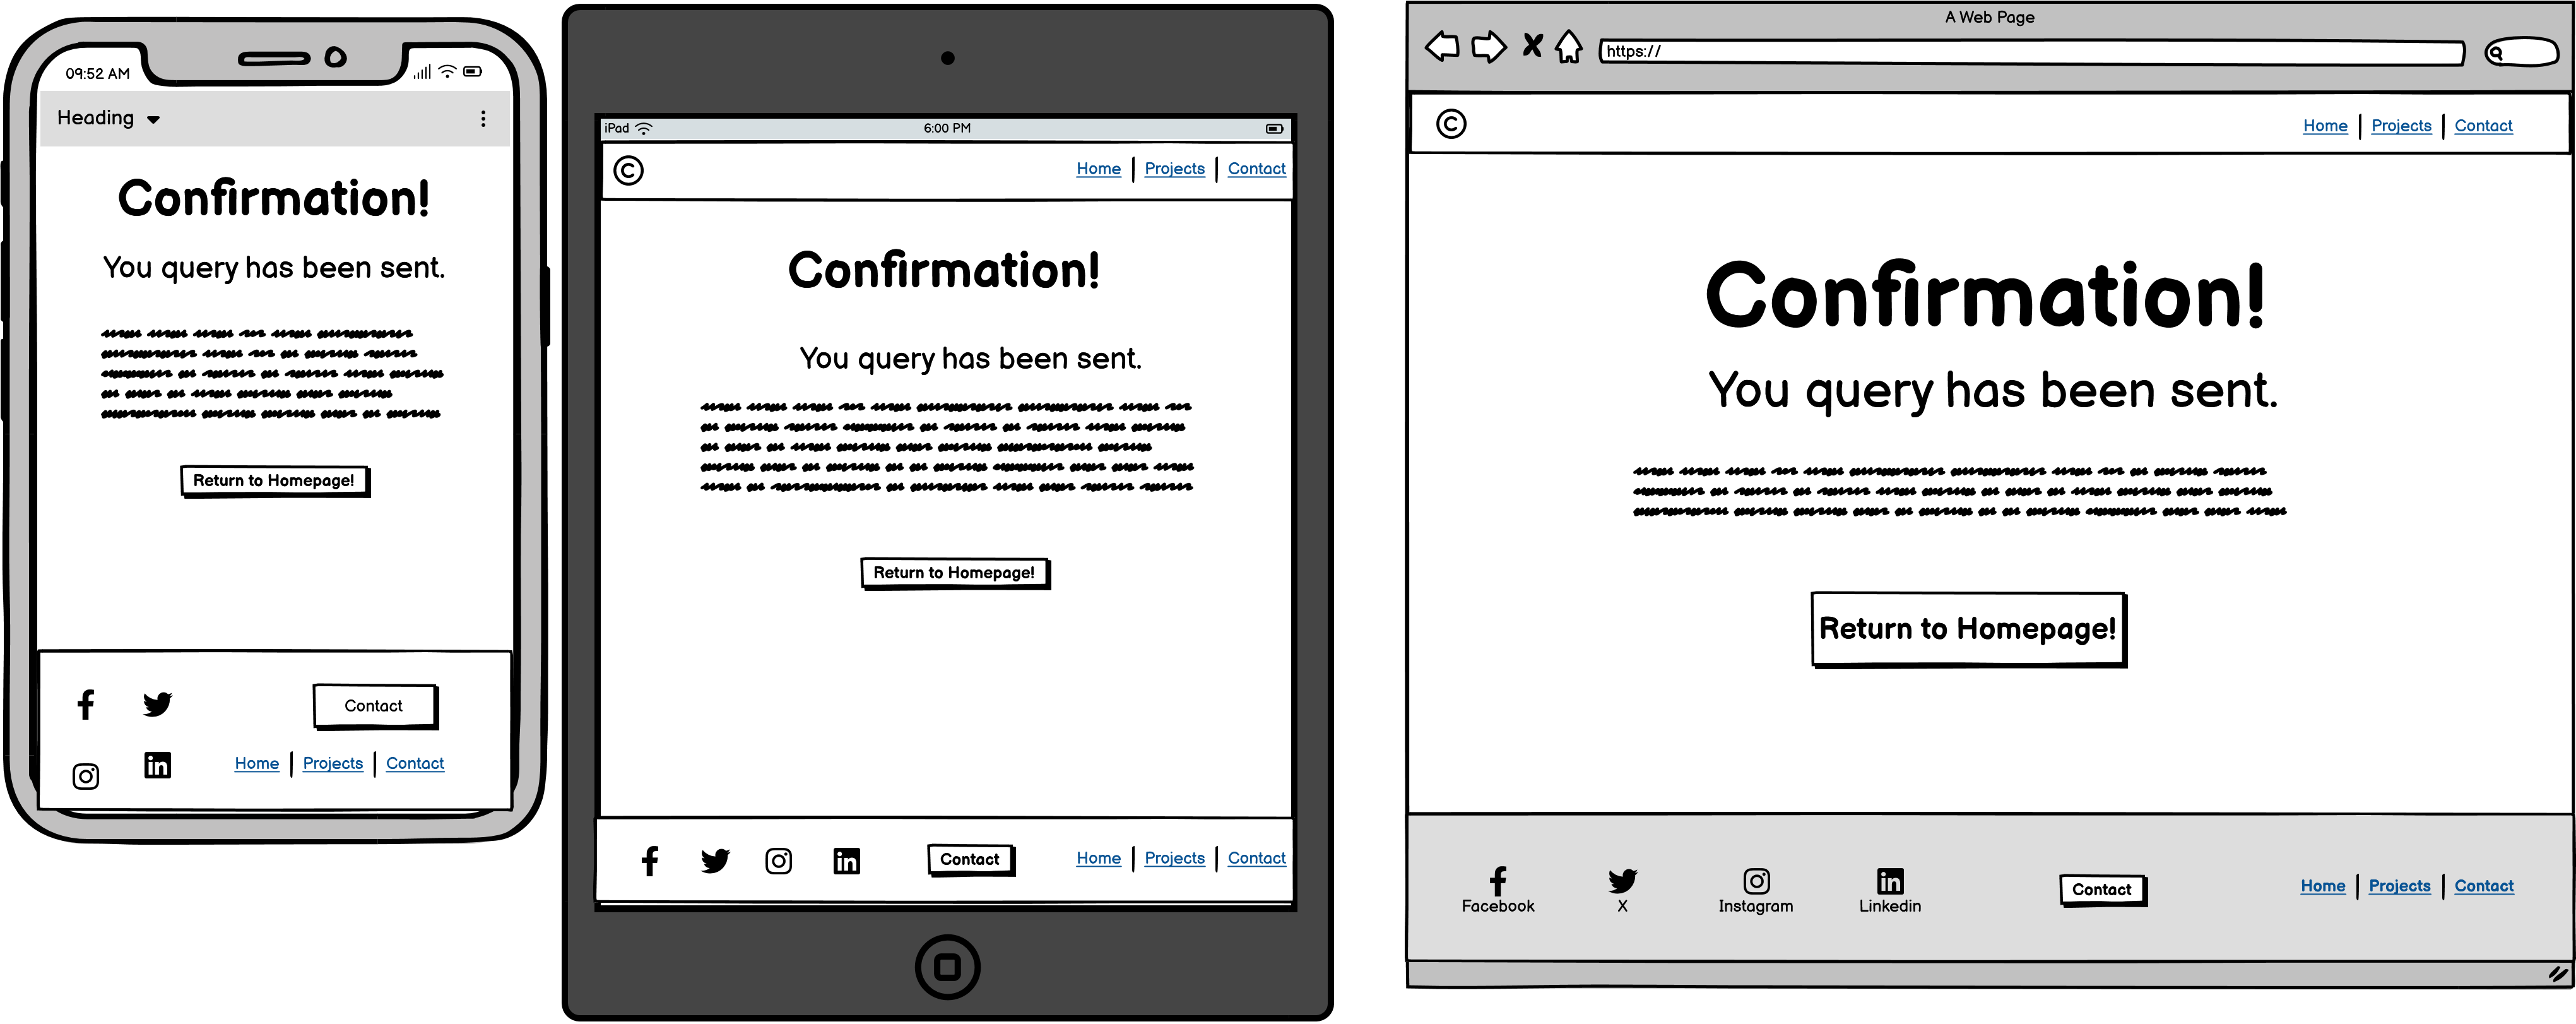 09:52 AM
Heading
Confirmation!
You query has been sent.
Return to Homepage!
Contact
Home | Projects | Contact
iPad
6:00 PM
©
Home | Projects | Contact
Confirmation!
You query has been sent.
Return to Homepage!
Contact
Home | Projects | Contact
A Web Page
https://
©
Home | Projects | Contact
Confirmation!
You query has been sent.
Return to Homepage!
Facebook
X
Instagram
Linkedin
Contact
Home | Projects | Contact